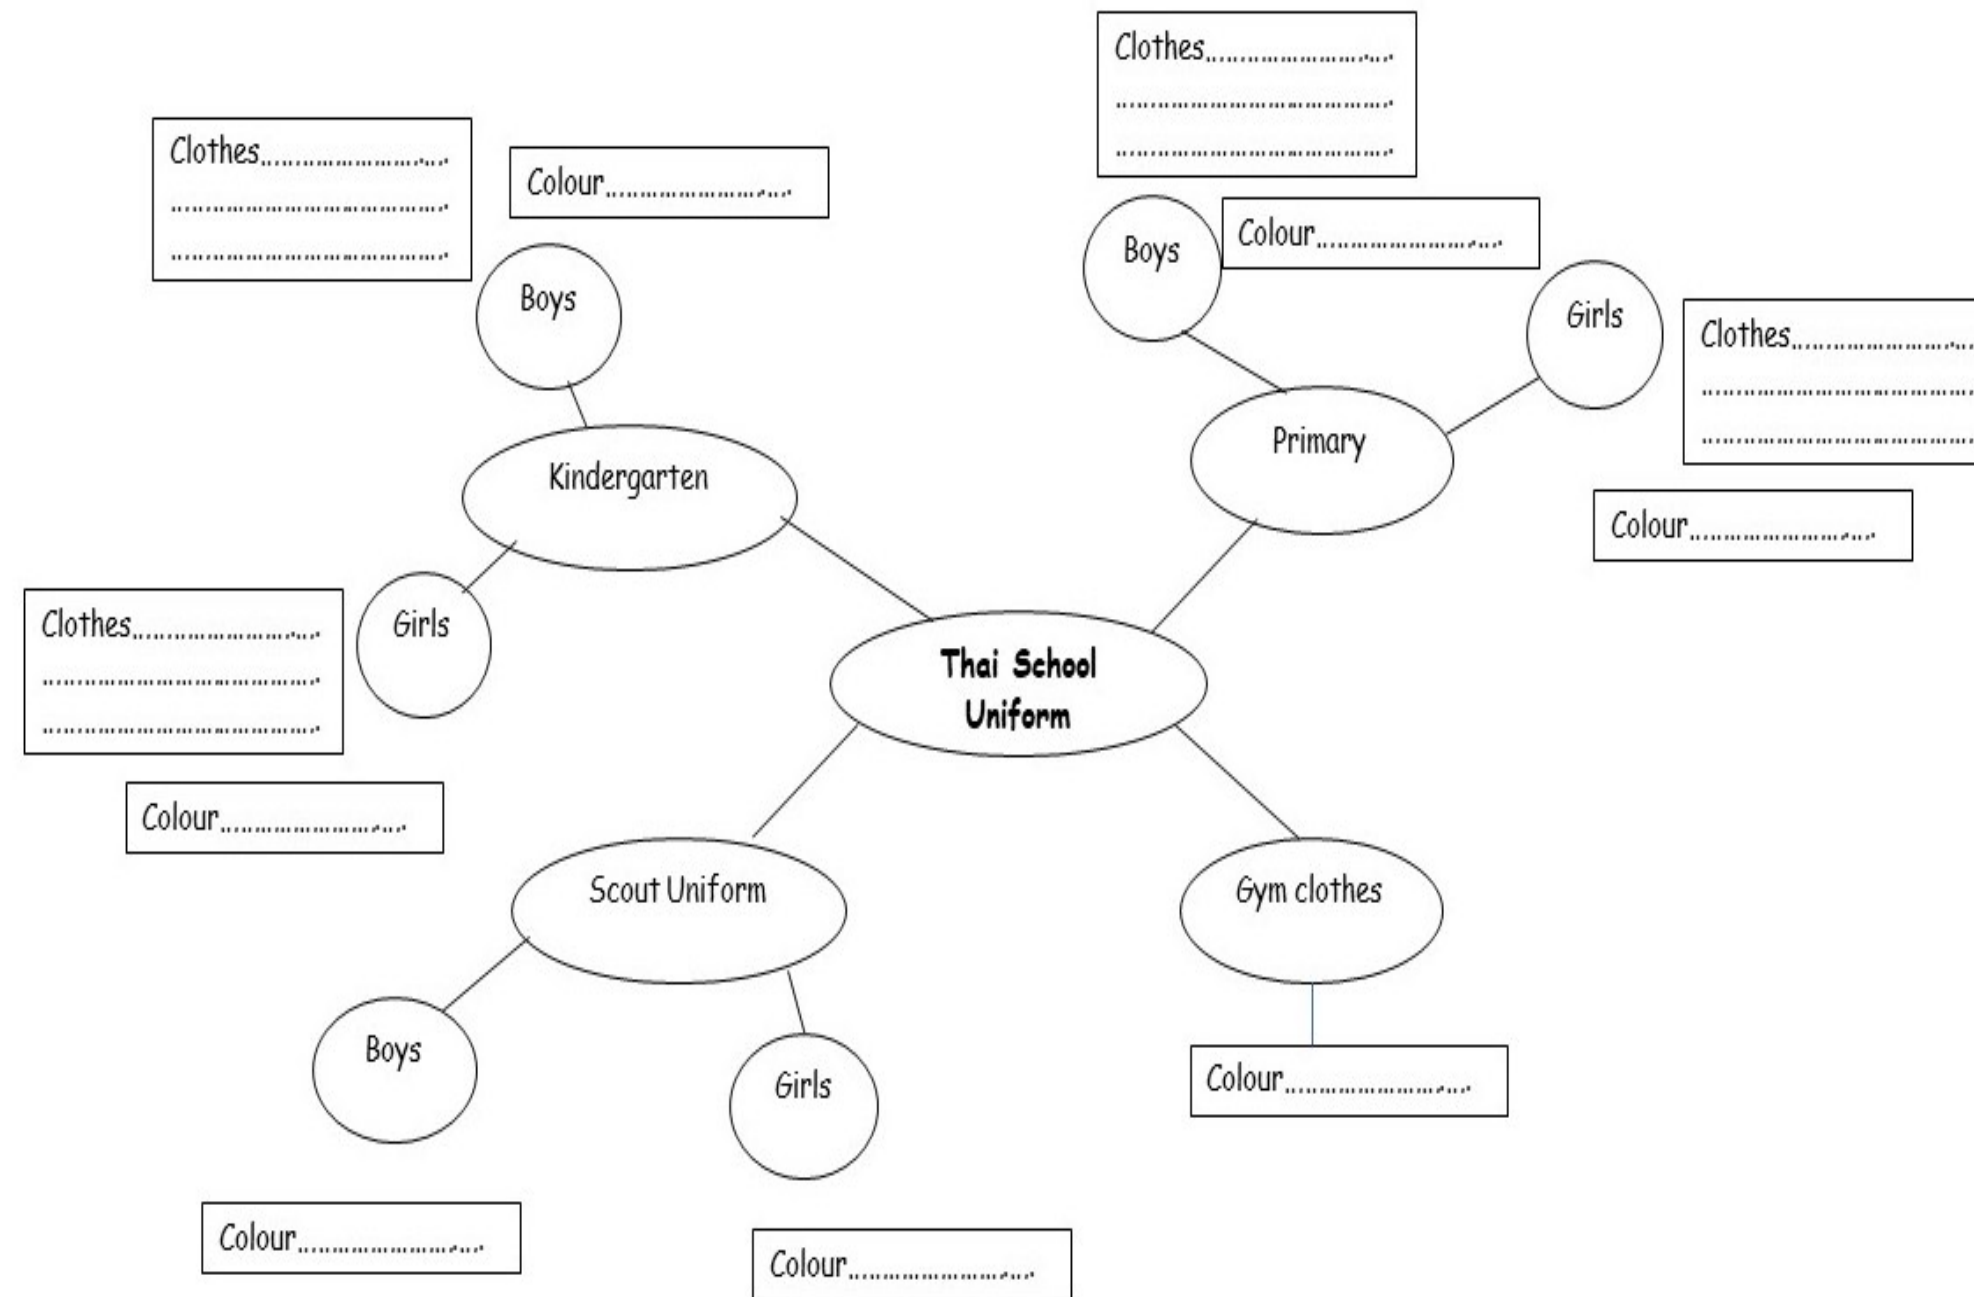 Clothes..........................
..........................................
..........................................
Clothes..........................
..........................................
..........................................
Colour..........................
Boys
Colour..........................
Boys
Girls
Clothes..........................
..........................................
..........................................
Primary
Kindergarten
Colour..........................
Clothes..........................
..........................................
..........................................
Girls
Thai School
Uniform
Colour..........................
Scout Uniform
Gym clothes
Boys
Girls
Colour..........................
Colour..........................
Colour..........................